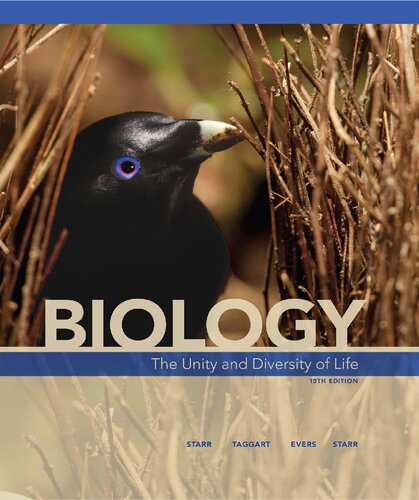 BIOLOGY
The Unity and Diversity of Life
15TH EDITION
STARR TAGGART EVERS STARR